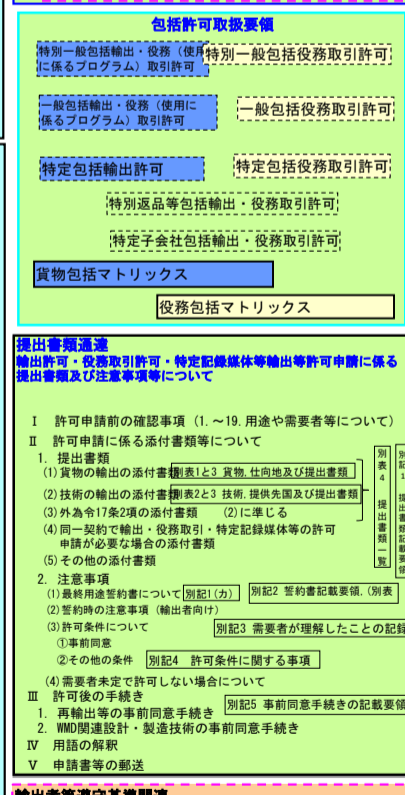 包括許可取扱要領
特別一般包括輸出・役務（使用に係るプログラム）取引許可
特別一般包括役務取引許可
一般包括輸出・役務（使用に
係るプログラム）取引許可
一般包括役務取引許可
特定包括輸出許可
特定包括役務取引許可
特別返品等包括輸出・役務取引許可
特定子会社包括輸出・役務取引許可
貨物包括マトリックス
役務包括マトリックス
提出書類通達
輸出許可・役務取引許可・特定記録媒体等輸出等許可申請に係る
提出書類及び注意事項等について
Ⅰ 許可申請前の確認事項（1.～19.用途や需要者等について）
Ⅱ 許可申請に係る添付書類等について
1. 提出書類
(1)貨物の輸出の添付書類
別表1と3 貨物,仕向地及び提出書類
(2)技術の輸出の添付書類
別表2と3 技術,提供先国及び提出書類
(3)外為令17条2項の添付書類 (2)に準じる
(4)同一契約で輸出・役務取引・特定記録媒体等の許可
申請が必要な場合の添付書類
(5)その他の添付書類
別表4 提出書類一覧
別記1 提出書類記載要領
2. 注意事項
(1)最終用途誓約書について
別記1(カ)
別記2 誓約書記載要領,(別表
(2)誓約時の注意事項（輸出者向け）
(3)許可条件について
別記3 需要者が理解したことの記録
①事前同意
②その他の条件
別記4 許可条件に関する事項
(4)需要者未定で許可しない場合について
Ⅲ 許可後の手続き
1. 再輸出等の事前同意手続き
別記5 事前同意手続きの記載要領
2. WMD関連設計・製造技術の事前同意手続き
Ⅳ 用語の解釈
Ⅴ 申請書等の郵送
輸出者等遵守基準関連